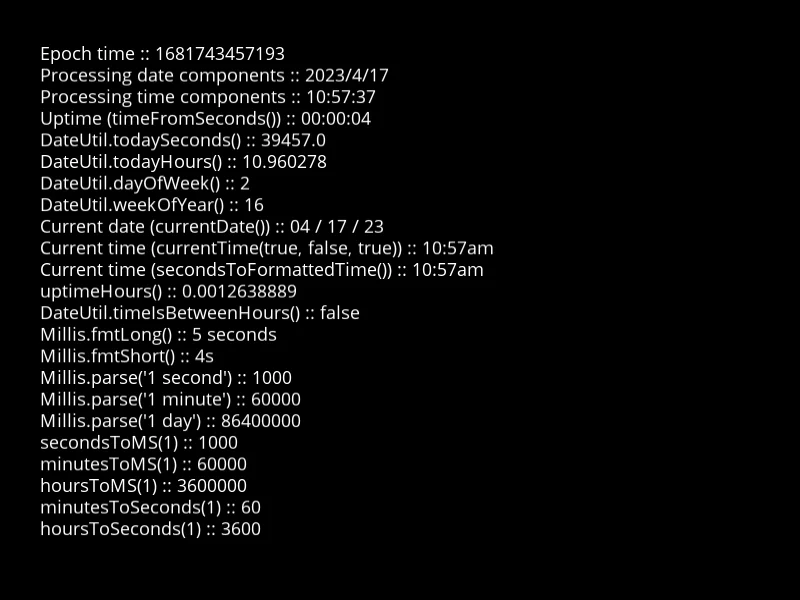 Epoch time :: 1681743457193
Processing date components :: 2023/4/17
Processing time components :: 10:57:37
Uptime (timeFromSeconds()) :: 00:00:04
DateUtil.todaySeconds() :: 39457.0
DateUtil.todayHours() :: 10.960278
DateUtil.dayOfWeek() :: 2
DateUtil.weekOfYear() :: 16
Current date (currentDate()) :: 04 / 17 / 23
Current time (currentTime(true, false, true)) :: 10:57am
Current time (secondsToFormattedTime()) :: 10:57am
uptimeHours() :: 0.0012638889
DateUtil.timeIsBetweenHours() :: false
Millis.fmtLong() :: 5 seconds
Millis.fmtShort() :: 4s
Millis.parse('1 second') :: 1000
Millis.parse('1 minute') :: 60000
Millis.parse('1 day') :: 86400000
secondsToMS(1) :: 1000
minutesToMS(1) :: 60000
hoursToMS(1) :: 3600000
minutesToSeconds(1) :: 60
hoursToSeconds(1) :: 3600